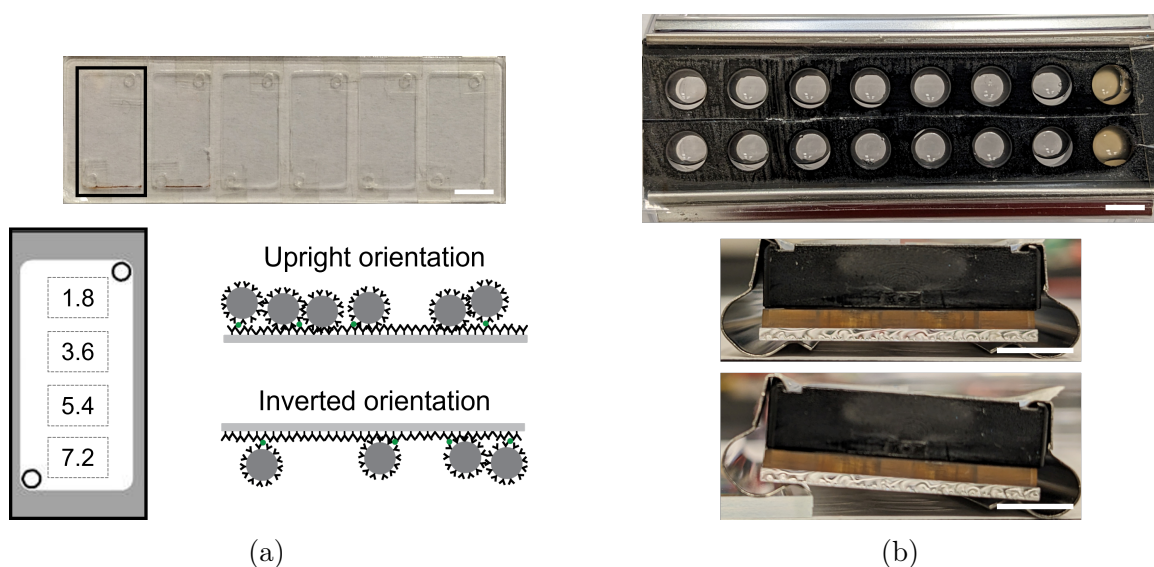 1.8
3.6
5.4
7.2
Upright orientation
Inverted orientation
(a)
(b)